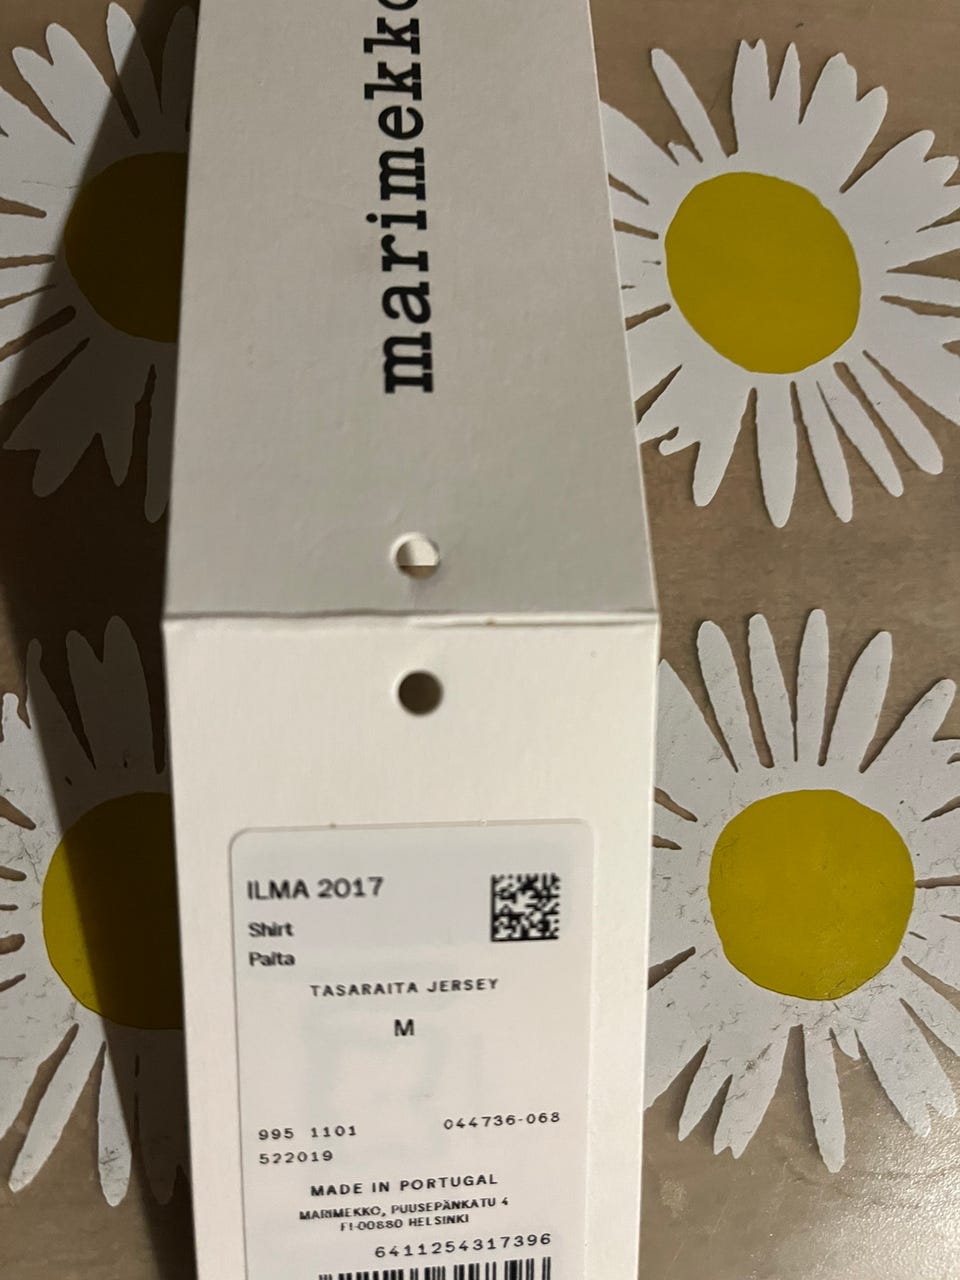 marimekko
ILMA 2017
Shirt
Paita
TASARAITA JERSEY
M
995 1101
044736-068
522019
MADE IN PORTUGAL
MARIMEKKO, PUUSEPÄNKATU 4
FI-00880 HELSINKI
6411254317396